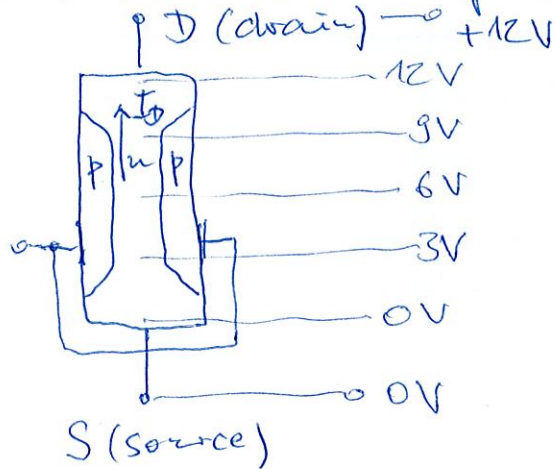 D (drain) +12V
12V
I_D
9V
p n p
6V
3V
0V
0V
S (source)